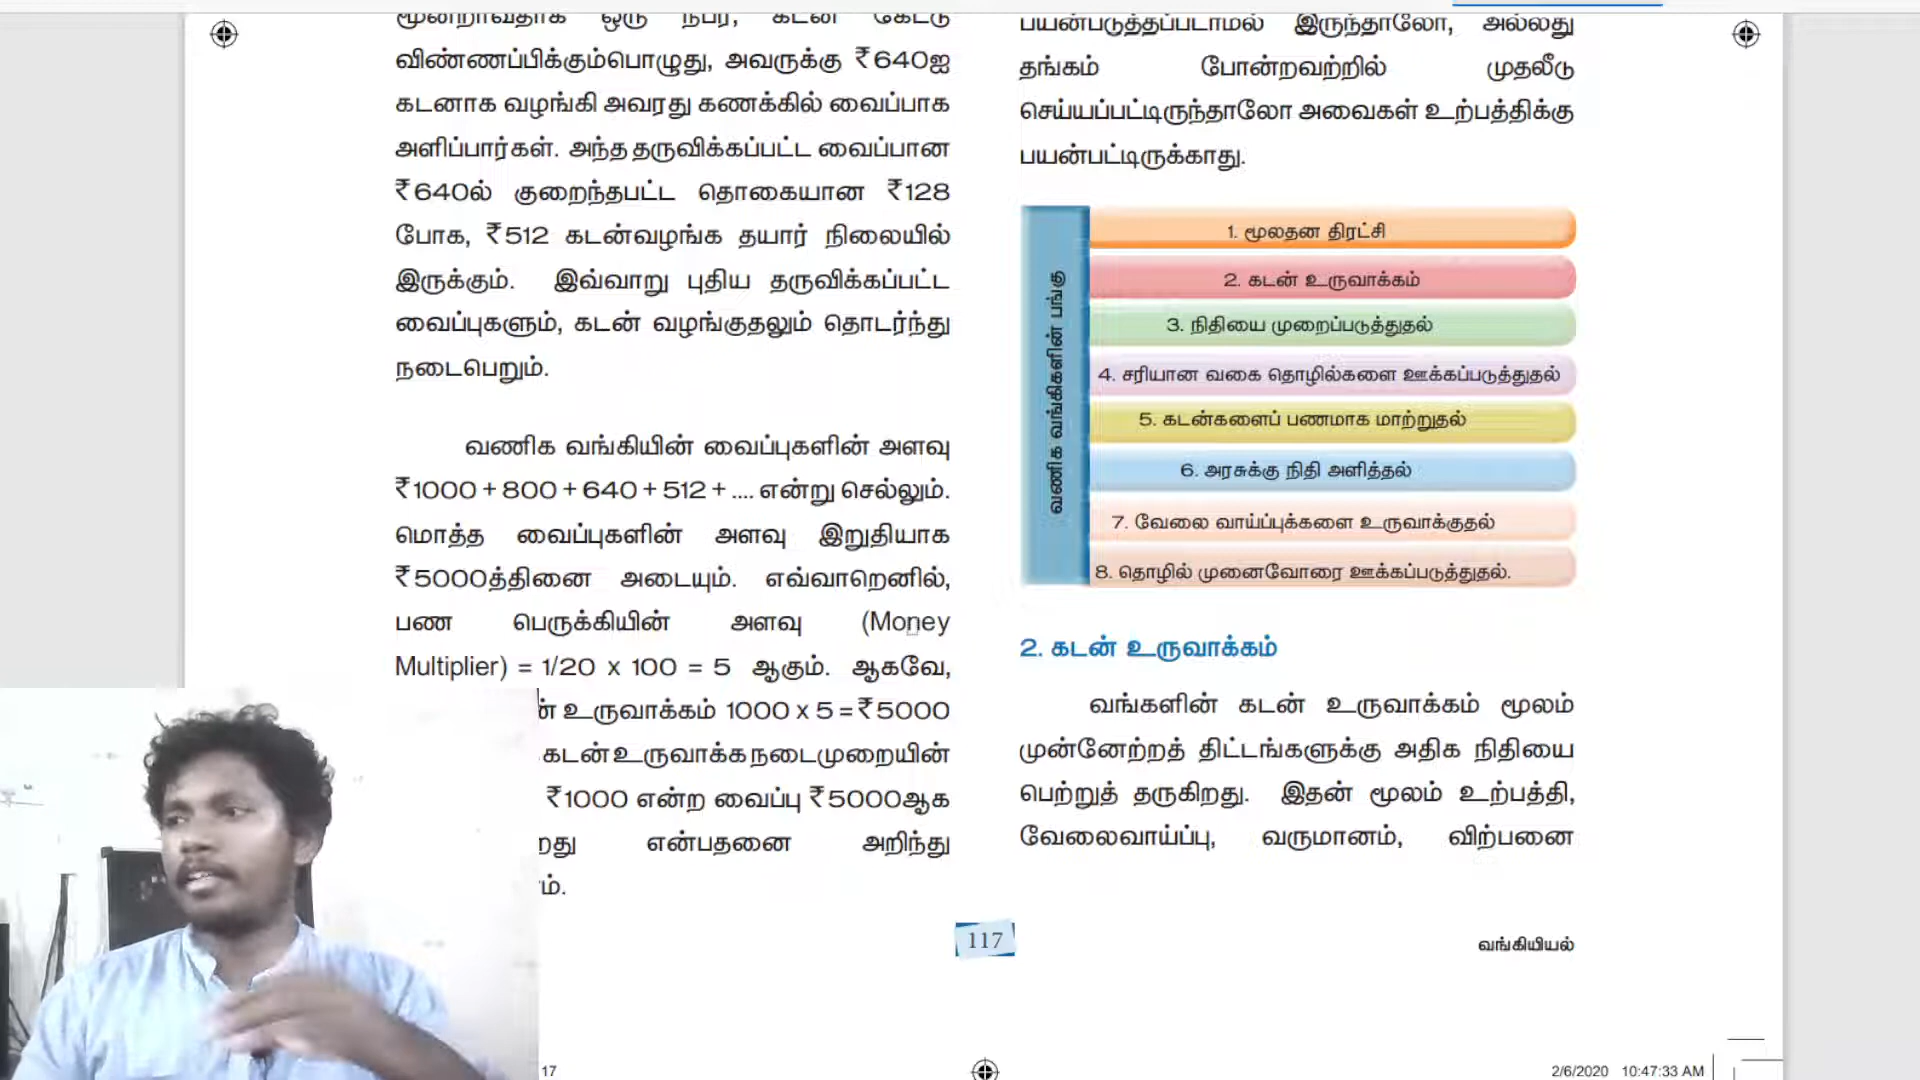 மூன்றாவதாக ஒரு நபர், கடன் கேட்டு
விண்ணப்பிக்கும்பொழுது, அவருக்கு ₹640ஐ
கடனாக வழங்கி அவரது கணக்கில் வைப்பாக
அளிப்பார்கள். அந்த தருவிக்கப்பட்ட வைப்பான
₹640ல் குறைந்தபட்ட தொகையான ₹128
போக, ₹512 கடன்வழங்க தயார் நிலையில்
இருக்கும். இவ்வாறு புதிய தருவிக்கப்பட்ட
வைப்புகளும், கடன் வழங்குதலும் தொடர்ந்து
நடைபெறும்.
வணிக வங்கியின் வைப்புகளின் அளவு
₹1000 + 800 + 640 + 512 + .... என்று செல்லும்.
மொத்த வைப்புகளின் அளவு இறுதியாக
₹5000த்தினை அடையும். எவ்வாறெனில்,
பண பெருக்கியின் அளவு (Money
Multiplier) = 1/20 x 100 = 5 ஆகும். ஆகவே,
ன் உருவாக்கம் 1000 x 5 = ₹5000
கடன் உருவாக்க நடைமுறையின்
₹1000 என்ற வைப்பு ₹5000ஆக
றது என்பதனை அறிந்து
ம்.
பயன்படுத்தப்படாமல் இருந்தாலோ, அல்லது
தங்கம் போன்றவற்றில் முதலீடு
செய்யப்பட்டிருந்தாலோ அவைகள் உற்பத்திக்கு
பயன்பட்டிருக்காது.
வணிக வங்கிகளின் பங்கு
1. மூலதன திரட்சி
2. கடன் உருவாக்கம்
3. நிதியை முறைப்படுத்துதல்
4. சரியான வகை தொழில்களை ஊக்கப்படுத்துதல்
5. கடன்களைப் பணமாக மாற்றுதல்
6. அரசுக்கு நிதி அளித்தல்
7. வேலை வாய்ப்புக்களை உருவாக்குதல்
8. தொழில் முனைவோரை ஊக்கப்படுத்துதல்.
2. கடன் உருவாக்கம்
வங்களின் கடன் உருவாக்கம் மூலம்
முன்னேற்றத் திட்டங்களுக்கு அதிக நிதியை
பெற்றுத் தருகிறது. இதன் மூலம் உற்பத்தி,
வேலைவாய்ப்பு, வருமானம், விற்பனை
117
வங்கியியல்
17
2/6/2020 10:47:33 AM